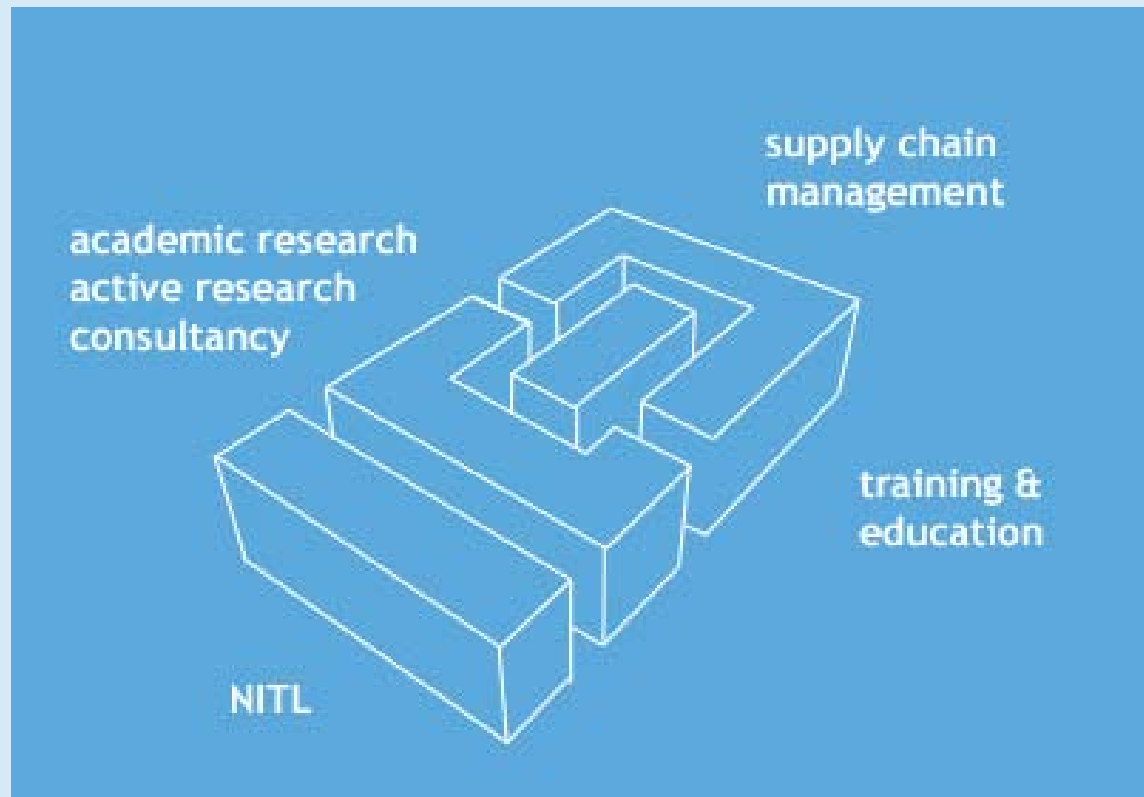 supply chain
management
academic research
active research
consultancy
training &
education
NITL